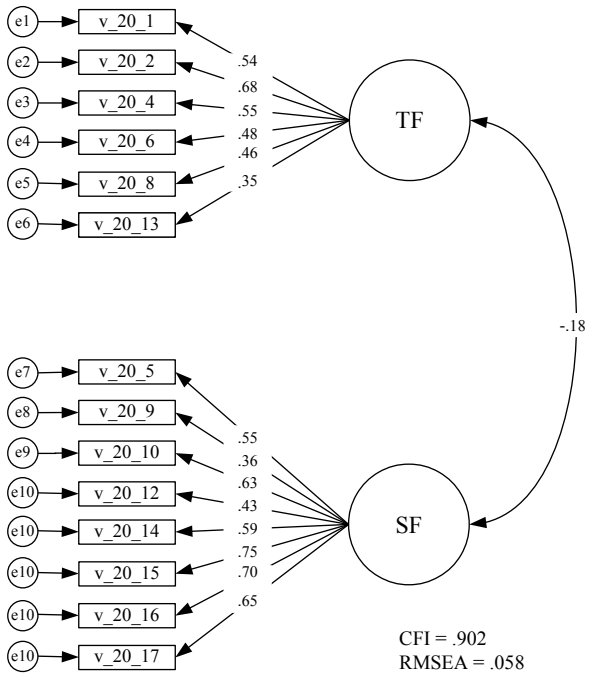 e1 v_20_1
e2 v_20_2
e3 v_20_4
e4 v_20_6
e5 v_20_8
e6 v_20_13
.54
.68
.55
.48
.46
.35
TF
-.18
e7 v_20_5
e8 v_20_9
e9 v_20_10
e10 v_20_12
e10 v_20_14
e10 v_20_15
e10 v_20_16
e10 v_20_17
.55
.36
.63
.43
.59
.75
.70
.65
SF
CFI = .902
RMSEA = .058